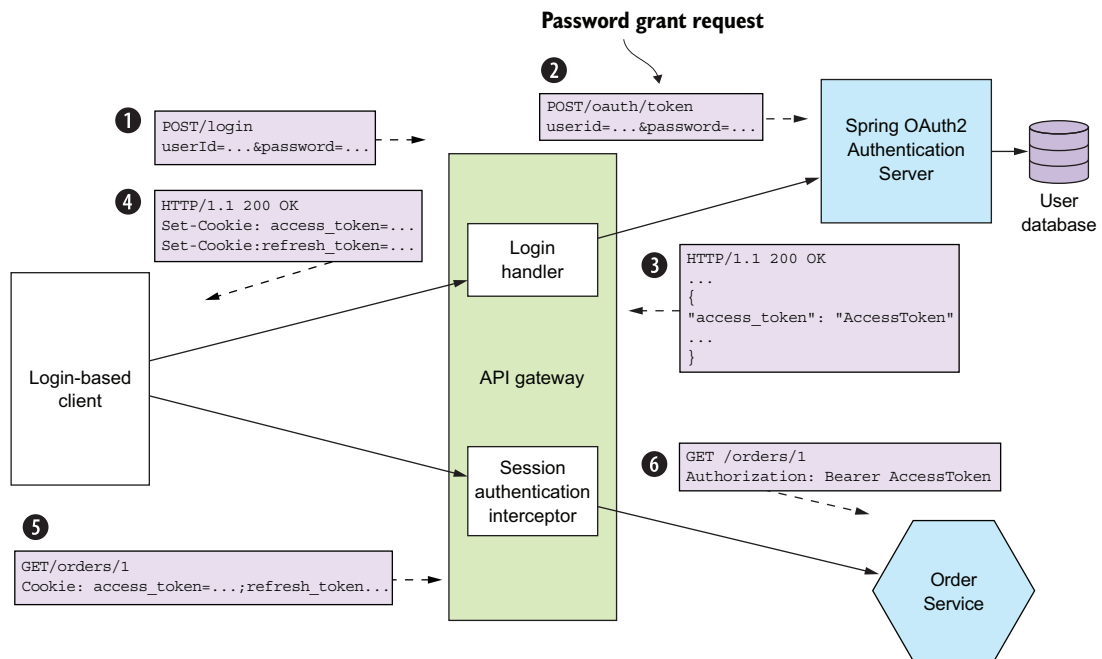 Password grant request
2
POST/oauth/token
userid=...&password=...
1
POST/login
userId=...&password=...
Spring OAuth2
Authentication
Server
User
database
4
HTTP/1.1 200 OK
Set-Cookie: access_token=...
Set-Cookie:refresh_token=...
Login
handler
3
HTTP/1.1 200 OK
...
{
"access_token": "AccessToken"
...
}
Login-based
client
API gateway
Session
authentication
interceptor
6
GET /orders/1
Authorization: Bearer AccessToken
5
GET/orders/1
Cookie: access_token=...;refresh_token...
Order
Service